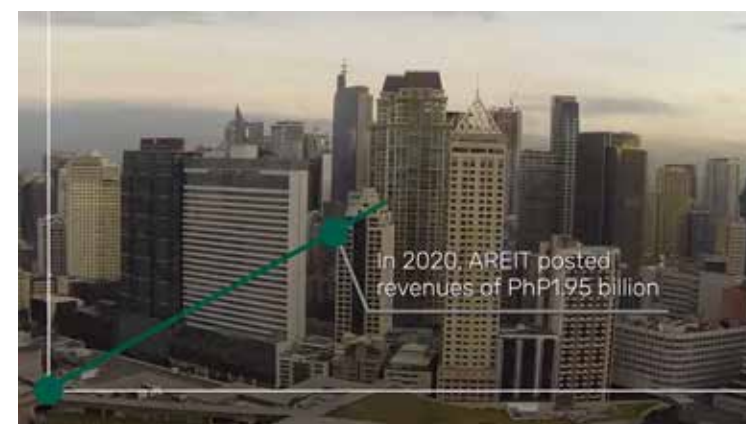 In 2020, AREIT posted
revenues of PhP1.95 billion